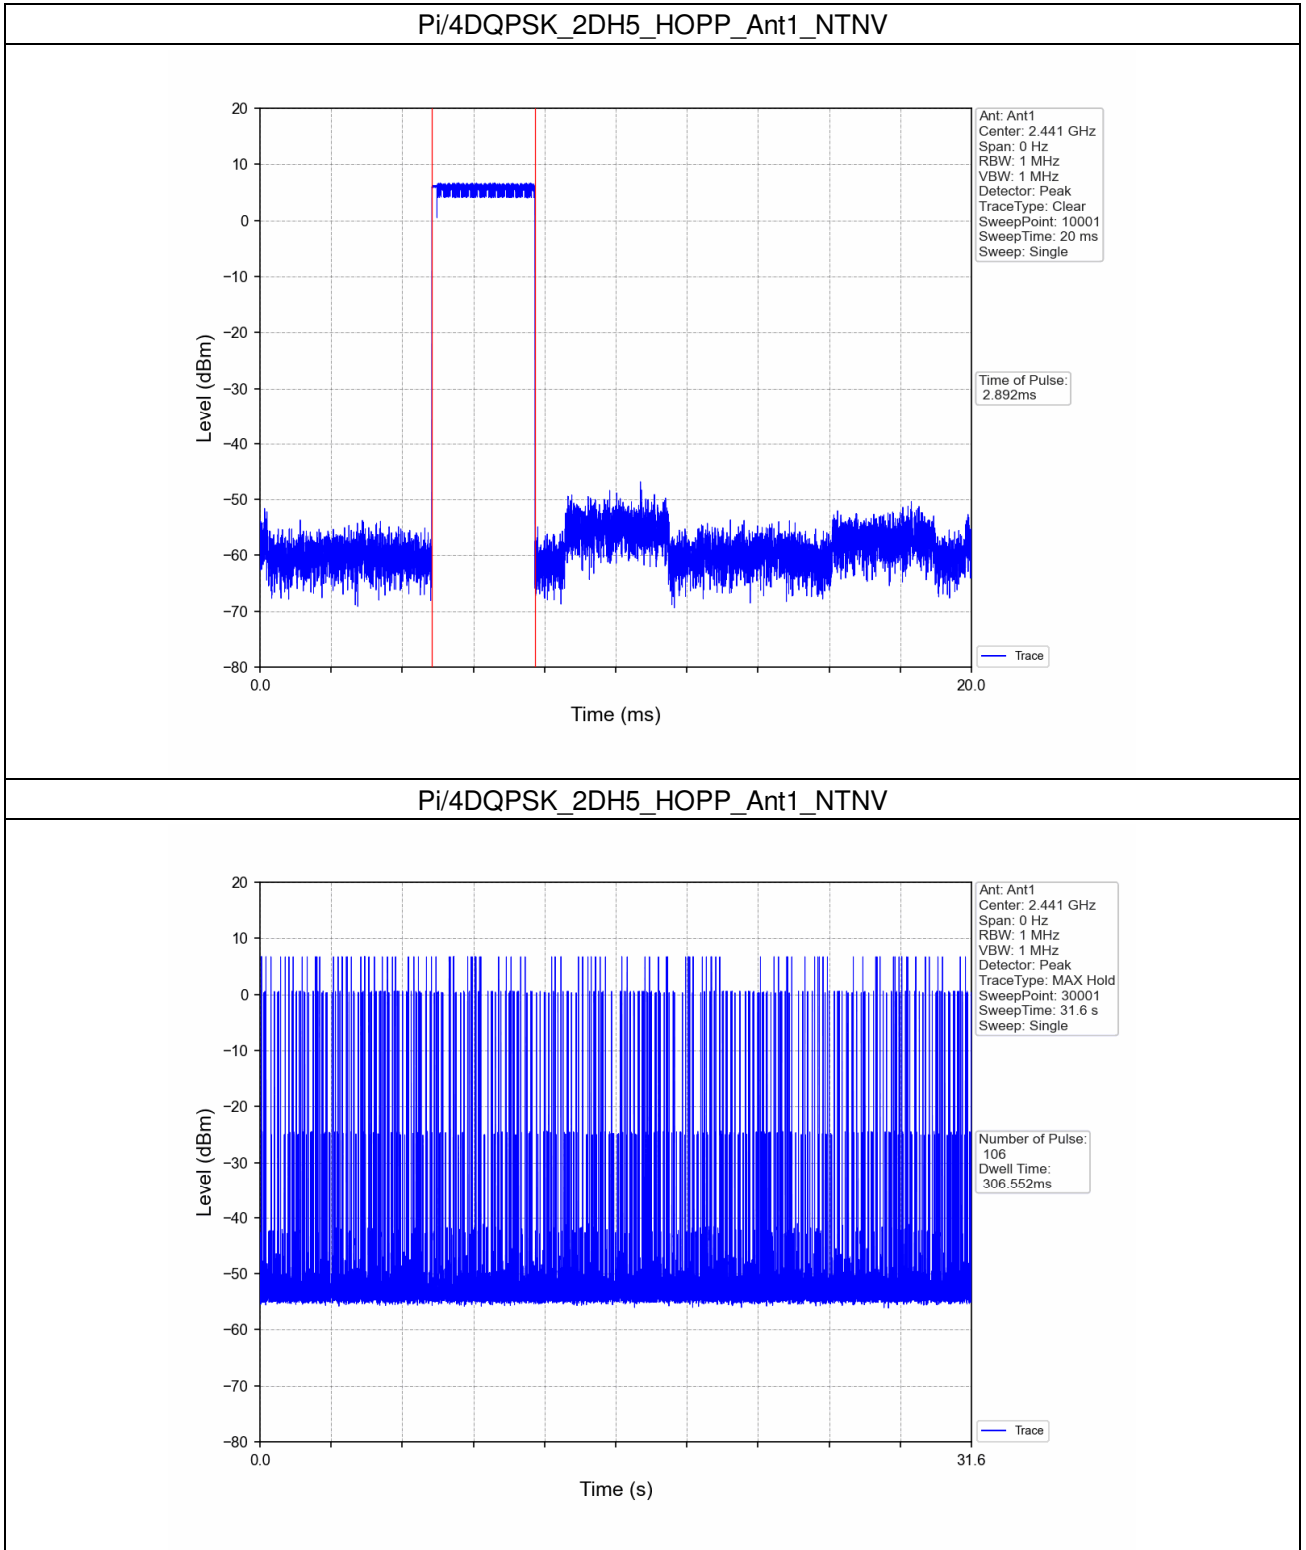 Pi/4DQPSK_2DH5_HOPP_Ant1_NTNV
20
10
0
−10
−20
−30
−40
−50
−60
−70
−80
Level (dBm)
0.0
20.0
Time (ms)
Ant: Ant1
Center: 2.441 GHz
Span: 0 Hz
RBW: 1 MHz
VBW: 1 MHz
Detector: Peak
TraceType: Clear
SweepPoint: 10001
SweepTime: 20 ms
Sweep: Single
Time of Pulse:
2.892ms
Trace
Pi/4DQPSK_2DH5_HOPP_Ant1_NTNV
20
10
0
−10
−20
−30
−40
−50
−60
−70
−80
Level (dBm)
0.0
31.6
Time (s)
Ant: Ant1
Center: 2.441 GHz
Span: 0 Hz
RBW: 1 MHz
VBW: 1 MHz
Detector: Peak
TraceType: MAX Hold
SweepPoint: 30001
SweepTime: 31.6 s
Sweep: Single
Number of Pulse:
106
Dwell Time:
306.552ms
Trace